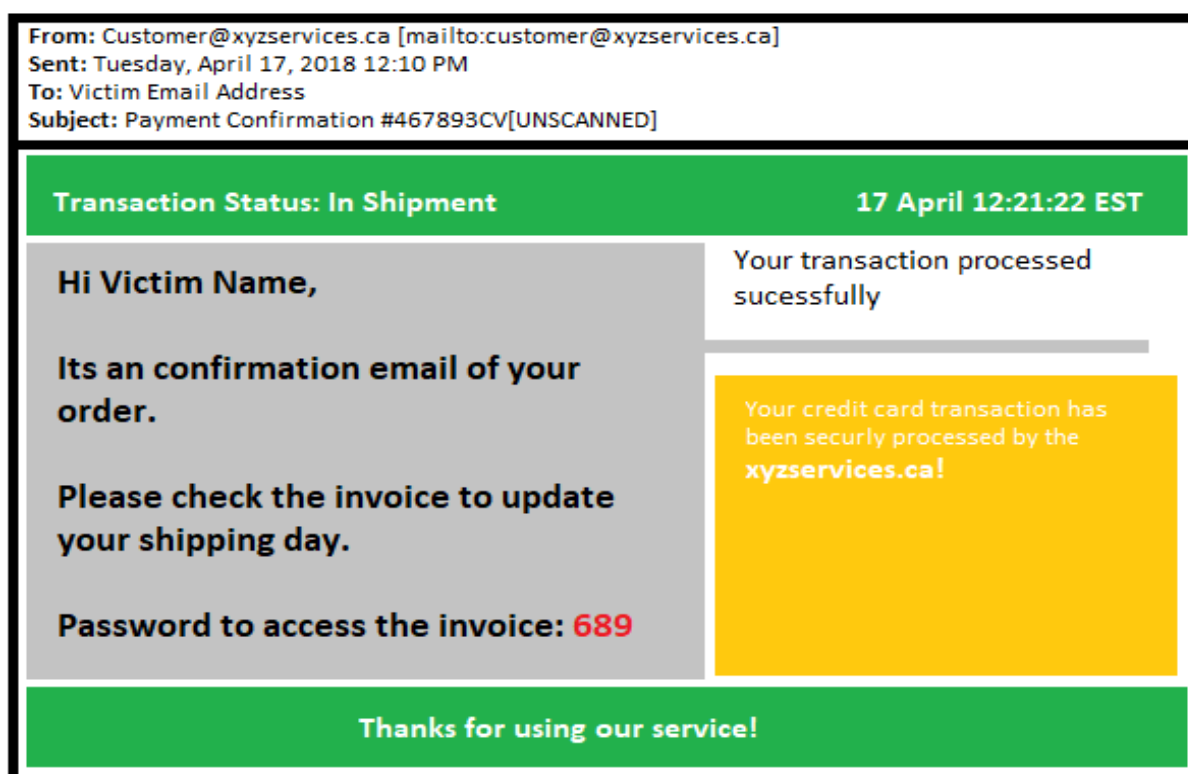 From: Customer@xyzservices.ca [mailto:customer@xyzservices.ca]
Sent: Tuesday, April 17, 2018 12:10 PM
To: Victim Email Address
Subject: Payment Confirmation #467893CV[UNSCANNED]
Transaction Status: In Shipment
17 April 12:21:22 EST
Hi Victim Name,
Its an confirmation email of your
order.
Please check the invoice to update
your shipping day.
Password to access the invoice: 689
Your transaction processed
sucessfully
Your credit card transaction has
been securly processed by the
xyzservices.ca!
Thanks for using our service!